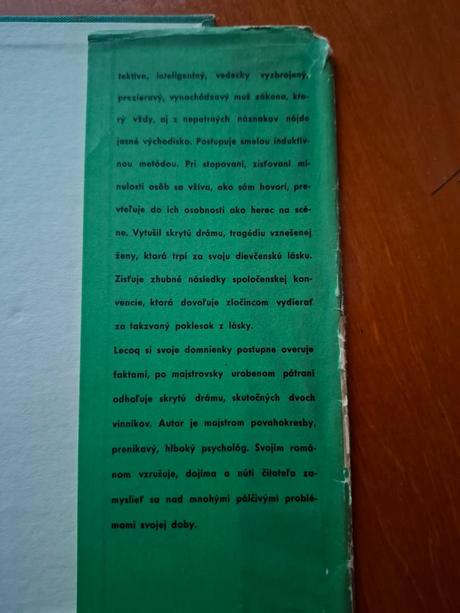 tektíva, inteligentný, vedecky vyzbrojený,
prezieravý, vynachádzavý muž zákona, kto-
rý vždy, aj z nepatrných náznakov nájde
jasné východisko. Postupuje smelou induktív-
nou metódou. Pri stopovaní, zisťovaní mi-
nulosti osôb sa vžíva, ako sám hovorí, pre-
vteľuje do ich osobnosti ako herec na scé-
ne. Vytušil skrytú drámu, tragédiu vznešenej
ženy, ktorá trpí za svoju dievčenskú lásku.
Zisťuje zhubné následky spoločenskej kon-
vencie, ktorá dovoľuje zločincom vydierať
za takzvaný poklesok z lásky.
Lecoq si svoje domnienky postupne overuje
faktami, po majstrovsky urobenom pátraní
odhaľuje skrytú drámu, skutočných dvoch
vinníkov. Autor je majstrom povahokresby,
prenikavý, hlboký psychológ. Svojím romá-
nom vzrušuje, dojíma a núti čitateľa za-
myslieť sa nad mnohými páľčivými problé-
mami svojej doby.